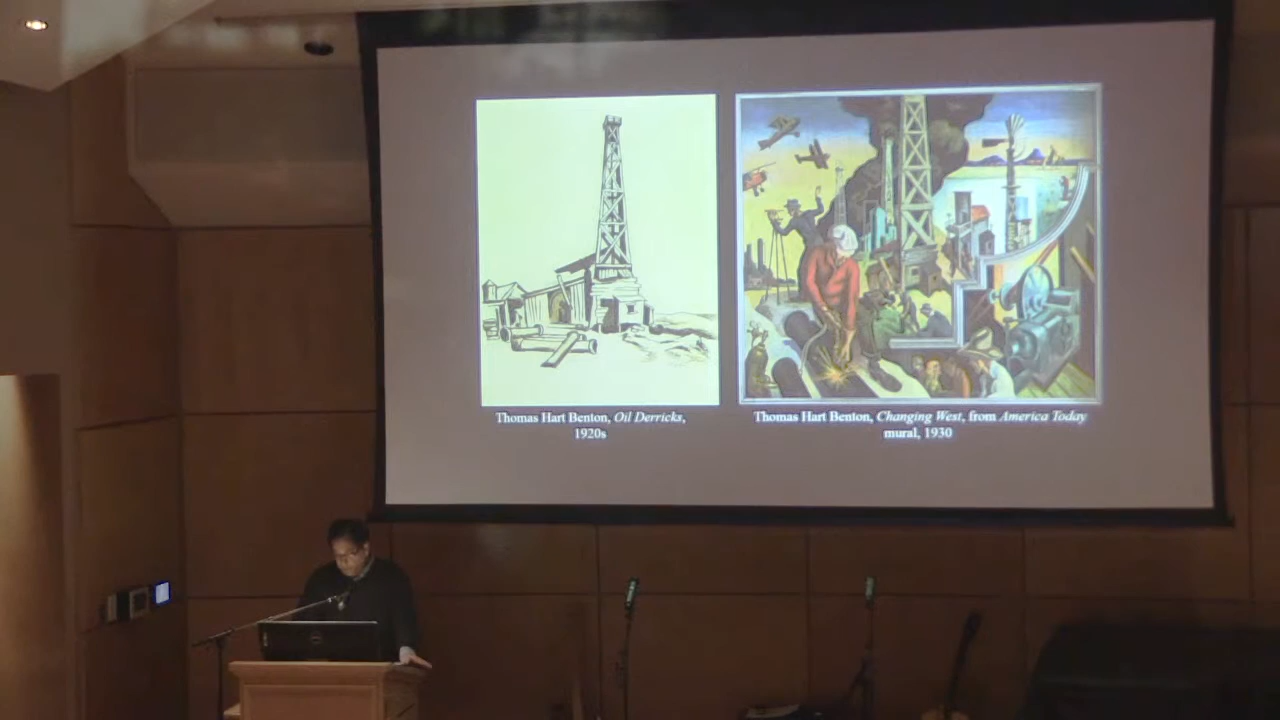 Thomas Hart Benton, Oil Derricks,
1920s
Thomas Hart Benton, Changing West, from America Today
mural, 1930